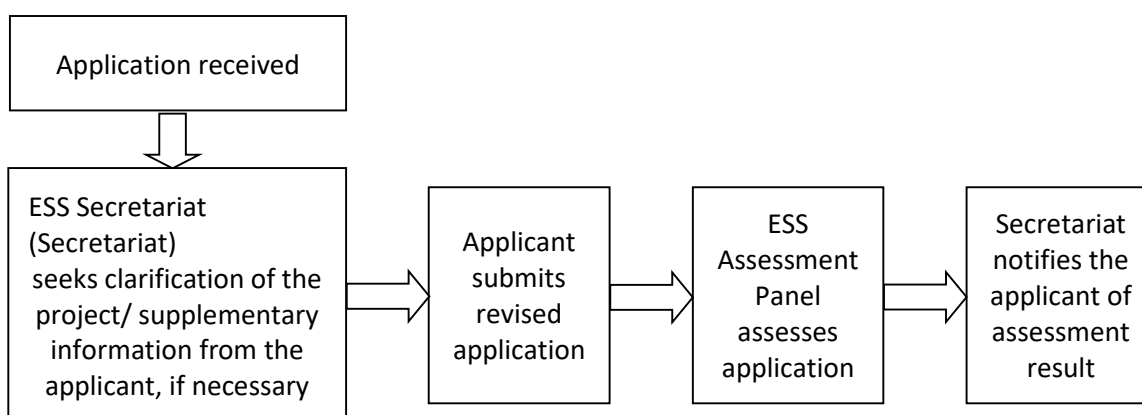 Application received
ESS Secretariat
(Secretariat)
seeks clarification of the
project/ supplementary
information from the
applicant, if necessary
Applicant
submits
revised
application
ESS
Assessment
Panel
assesses
application
Secretariat
notifies the
applicant of
assessment
result